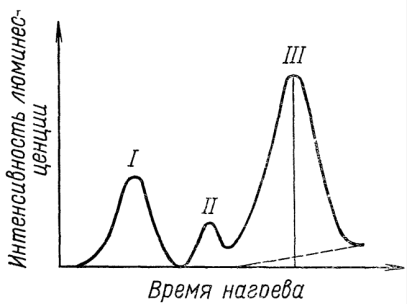 Интенсивность люминес-
ценции
I
II
III
Время нагрева